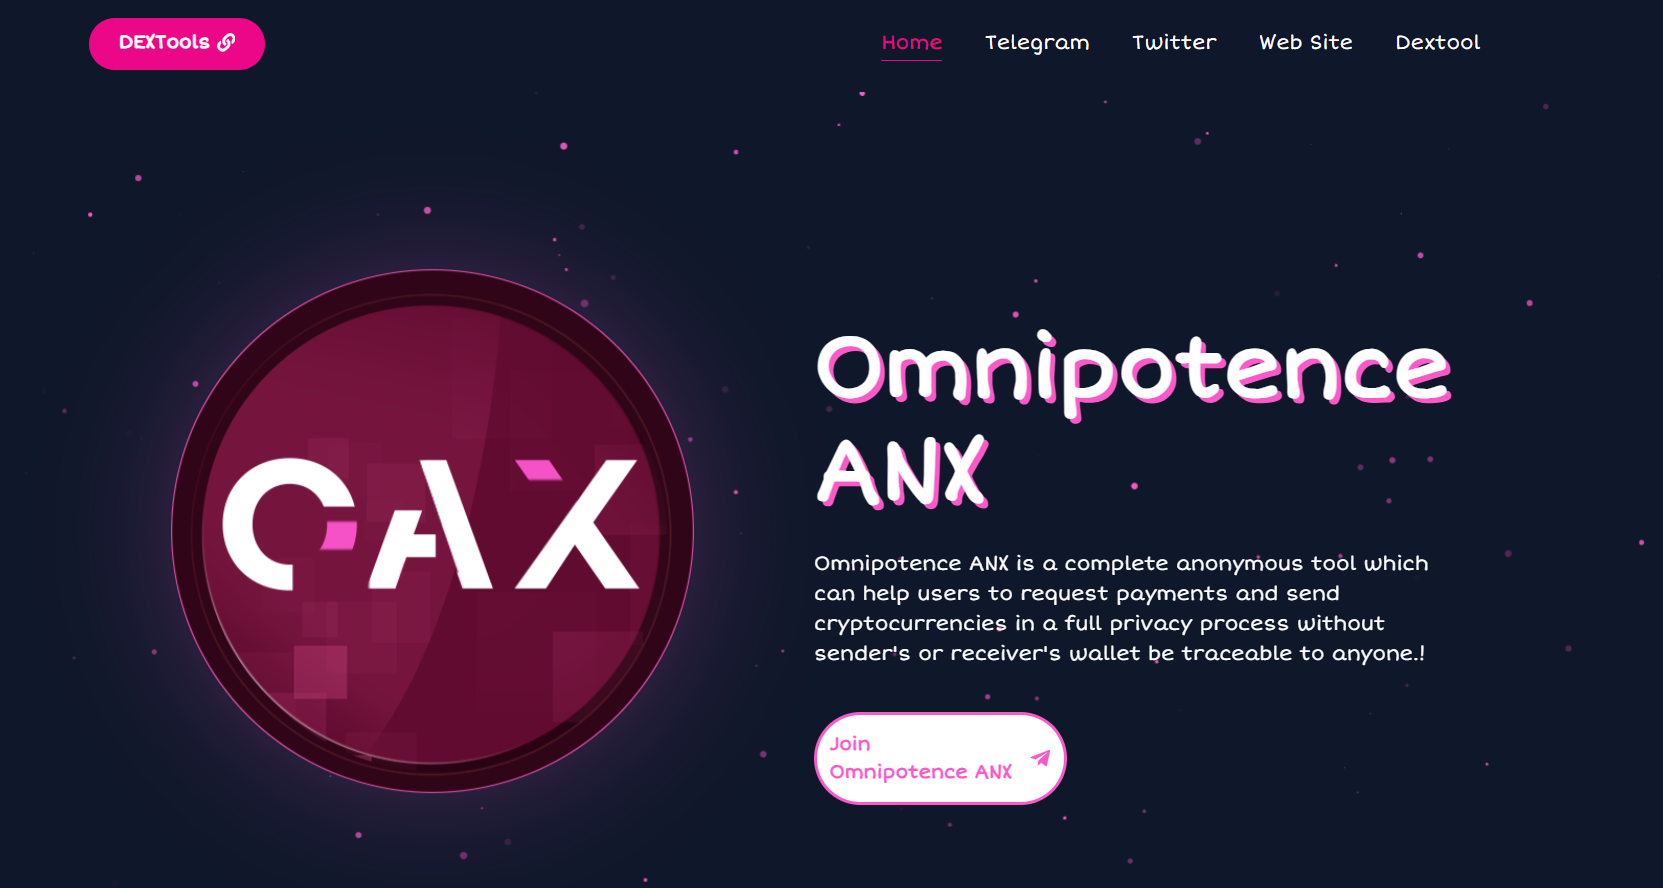 DEXTools
Home Telegram Twitter Web Site Dextool
OAX
Omnipotence
ANX
Omnipotence ANX is a complete anonymous tool which
can help users to request payments and send
cryptocurrencies in a full privacy process without
sender's or receiver's wallet be traceable to anyone.!
Join
Omnipotence ANX